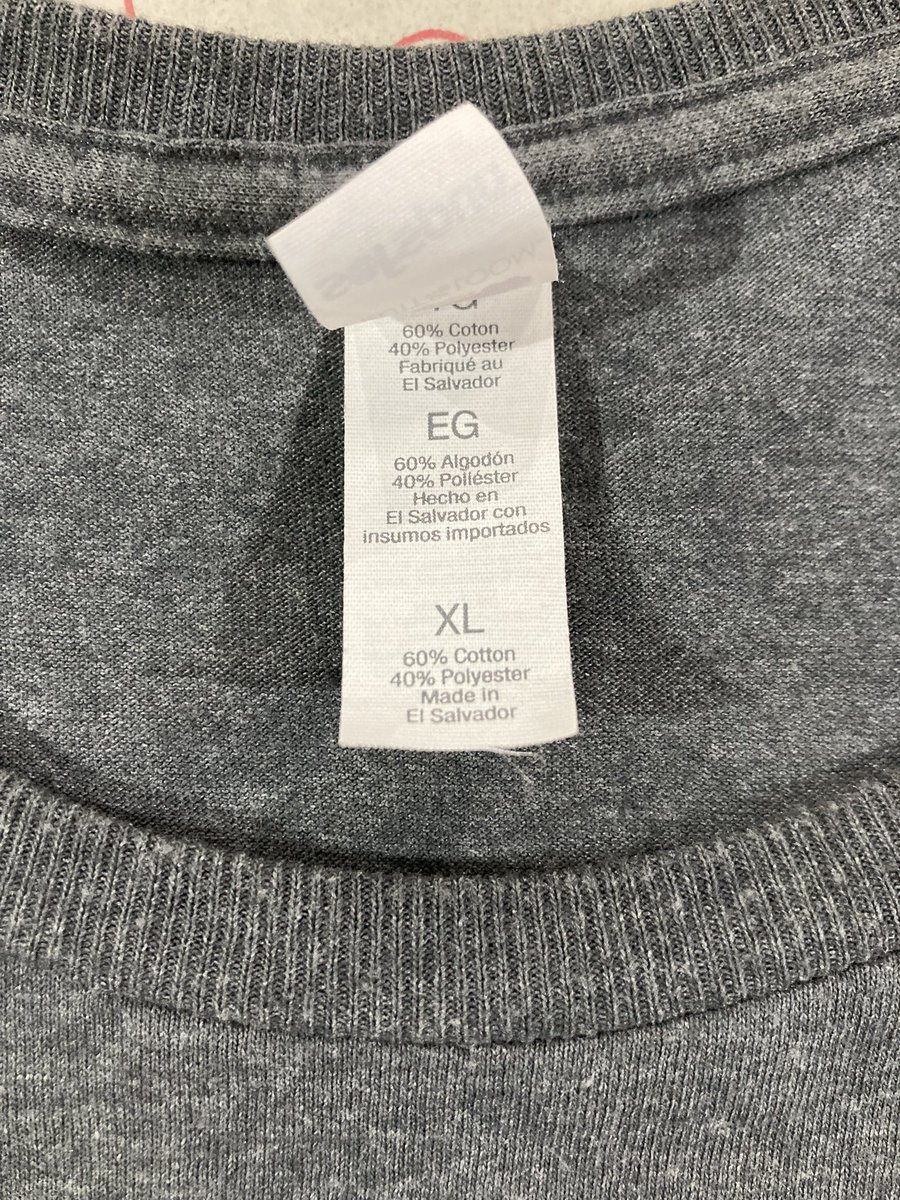 60% Coton
40% Polyester
Fabriqué au
El Salvador
EG
60% Algodón
40% Poliéster
Hecho en
El Salvador con
insumos importados
XL
60% Cotton
40% Polyester
Made in
El Salvador